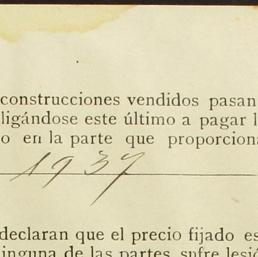 construcciones vendidos pasan
ligándose este último a pagar l
o en la parte que proporciona
1937
declaran que el precio fijado es
inguna de las partes sufre lesió